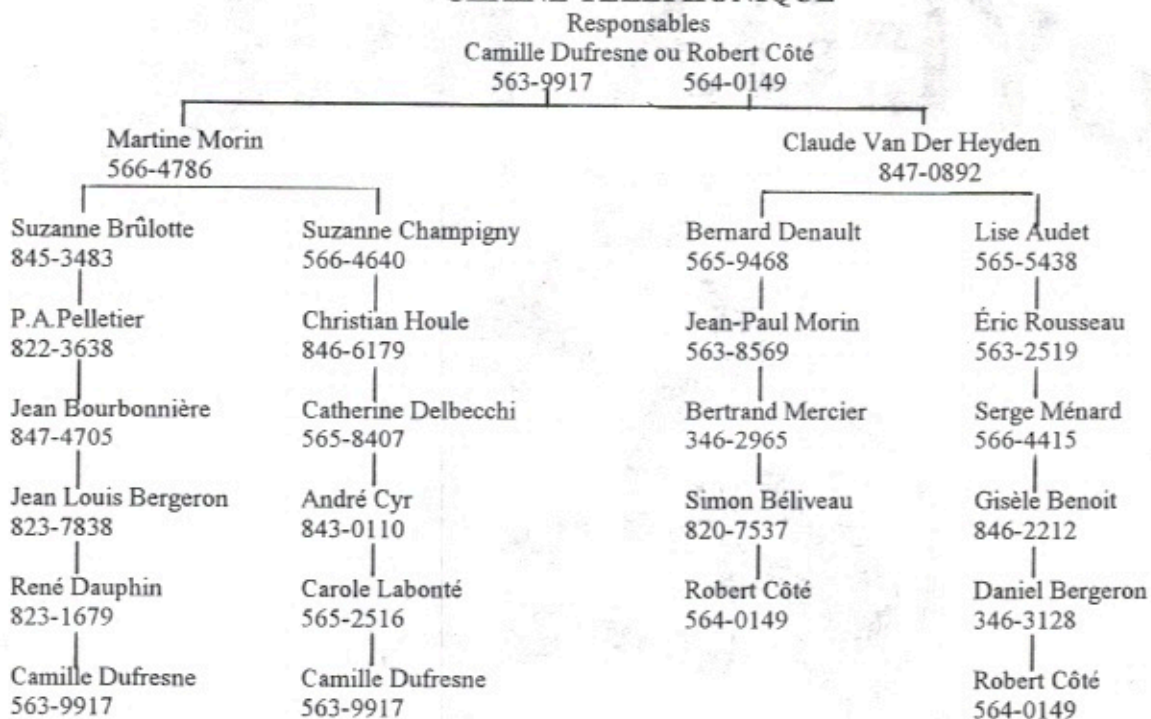 Responsables
Camille Dufresne ou Robert Côté
563-9917 564-0149
Martine Morin
566-4786
Claude Van Der Heyden
847-0892
Suzanne Brûlotte
845-3483
P.A.Pelletier
822-3638
Jean Bourbonnière
847-4705
Jean Louis Bergeron
823-7838
René Dauphin
823-1679
Camille Dufresne
563-9917
Suzanne Champigny
566-4640
Christian Houle
846-6179
Catherine Delbecchi
565-8407
André Cyr
843-0110
Carole Labonté
565-2516
Camille Dufresne
563-9917
Bernard Denault
565-9468
Jean-Paul Morin
563-8569
Bertrand Mercier
346-2965
Simon Béliveau
820-7537
Robert Côté
564-0149
Lise Audet
565-5438
Éric Rousseau
563-2519
Serge Ménard
566-4415
Gisèle Benoit
846-2212
Daniel Bergeron
346-3128
Robert Côté
564-0149